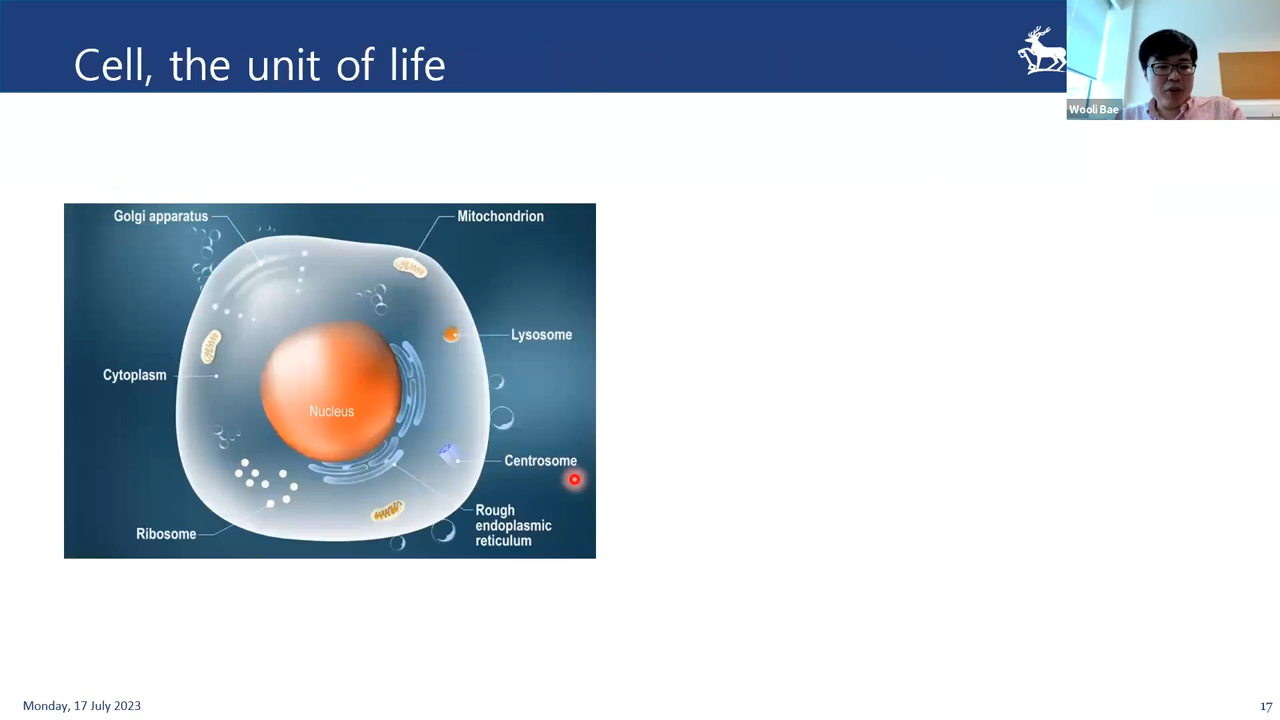 Cell, the unit of life
Wooli Bae
Golgi apparatus
Mitochondrion
Lysosome
Cytoplasm
Nucleus
Centrosome
Rough
endoplasmic
reticulum
Ribosome
Monday, 17 July 2023
17